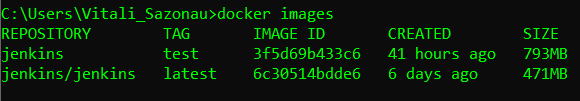 C:\Users\Vitali_Sazonau>docker images
REPOSITORY TAG IMAGE ID CREATED SIZE
jenkins test 3f5d69b433c6 41 hours ago 793MB
jenkins/jenkins latest 6c30514bdde6 6 days ago 471MB